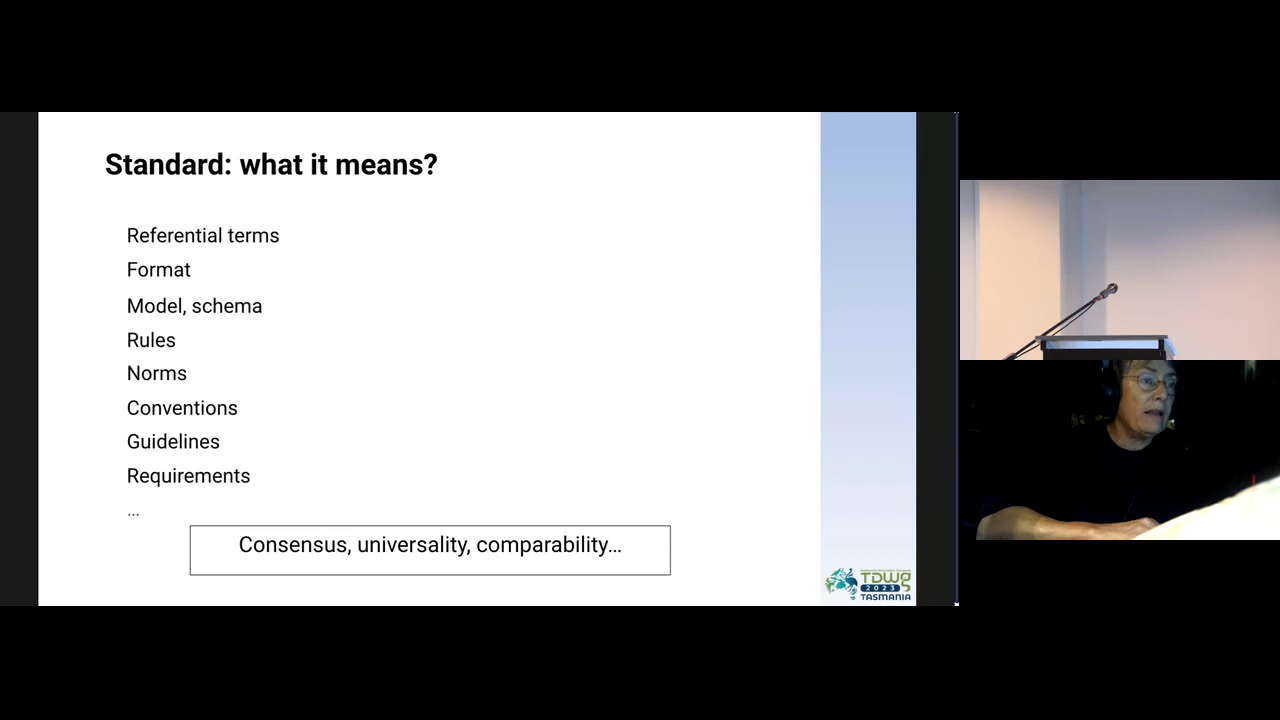 Standard: what it means?
Referential terms
Format
Model, schema
Rules
Norms
Conventions
Guidelines
Requirements
...
Consensus, universality, comparability...
TDWG
2023
TASMANIA